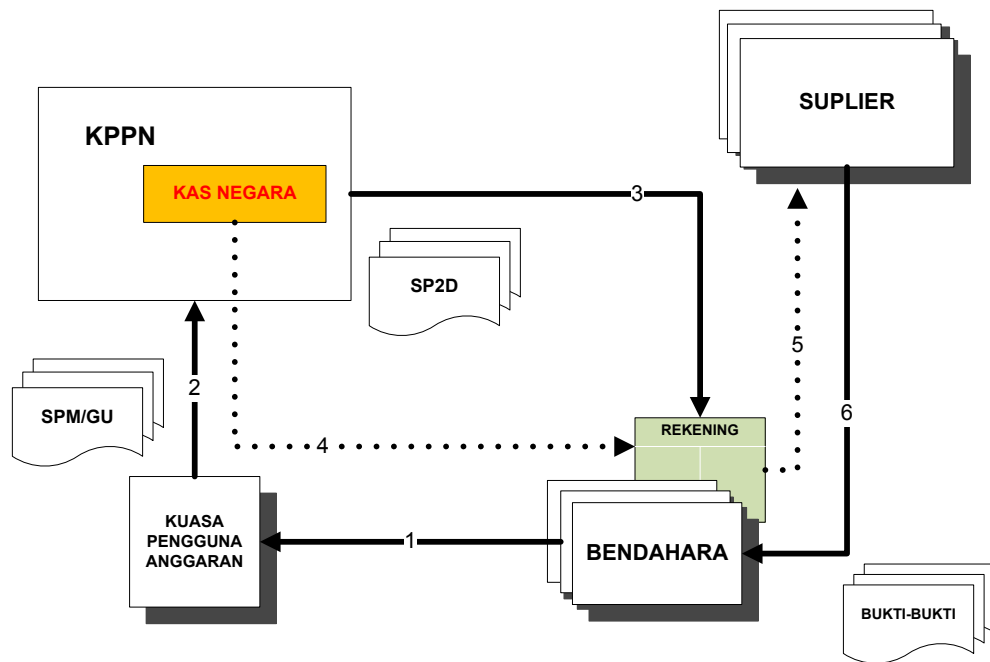 SUPLIER
KPPN
KAS NEGARA
3
SP2D
5
2
SPM/GU
6
REKENING
4
KUASA
PENGGUNA
ANGGARAN
1
BENDAHARA
BUKTI-BUKTI